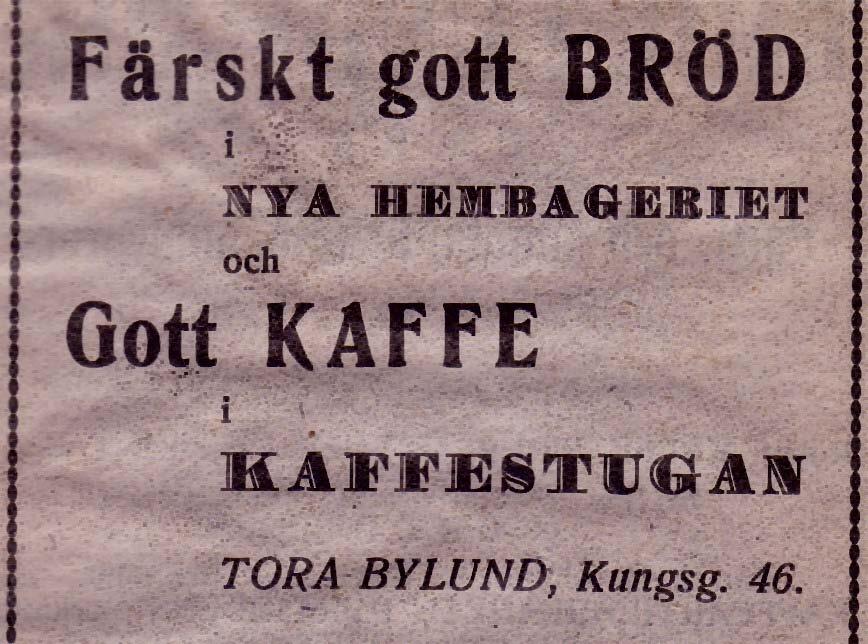 Färskt gott BRÖD
i
NYA HEMBAGERIET
och
Gott KAFFE
i
KAFFESTUGAN
TORA BYLUND, Kungsg. 46.